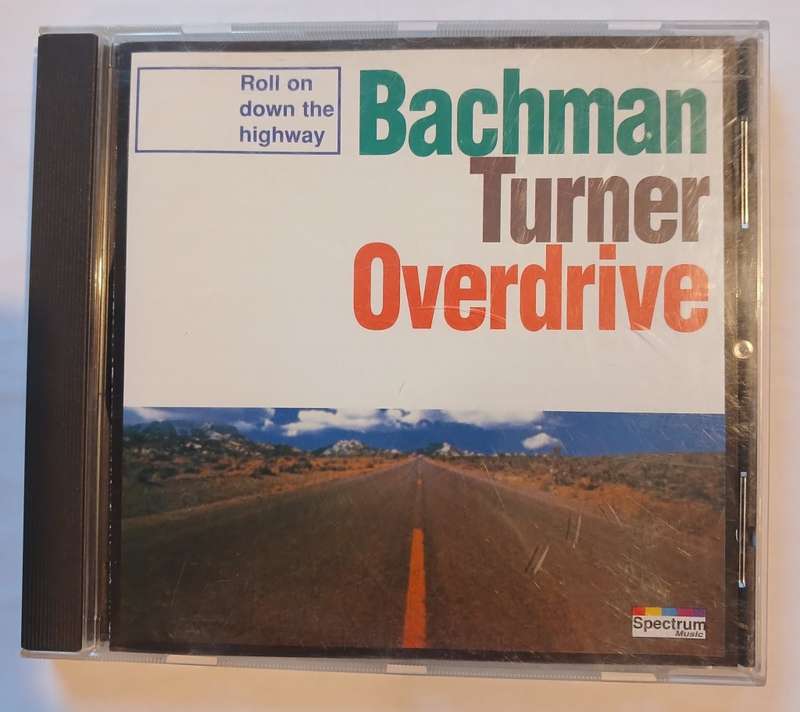 Roll on
down the
highway
Bachman
Turner
Overdrive
Spectrum
Music